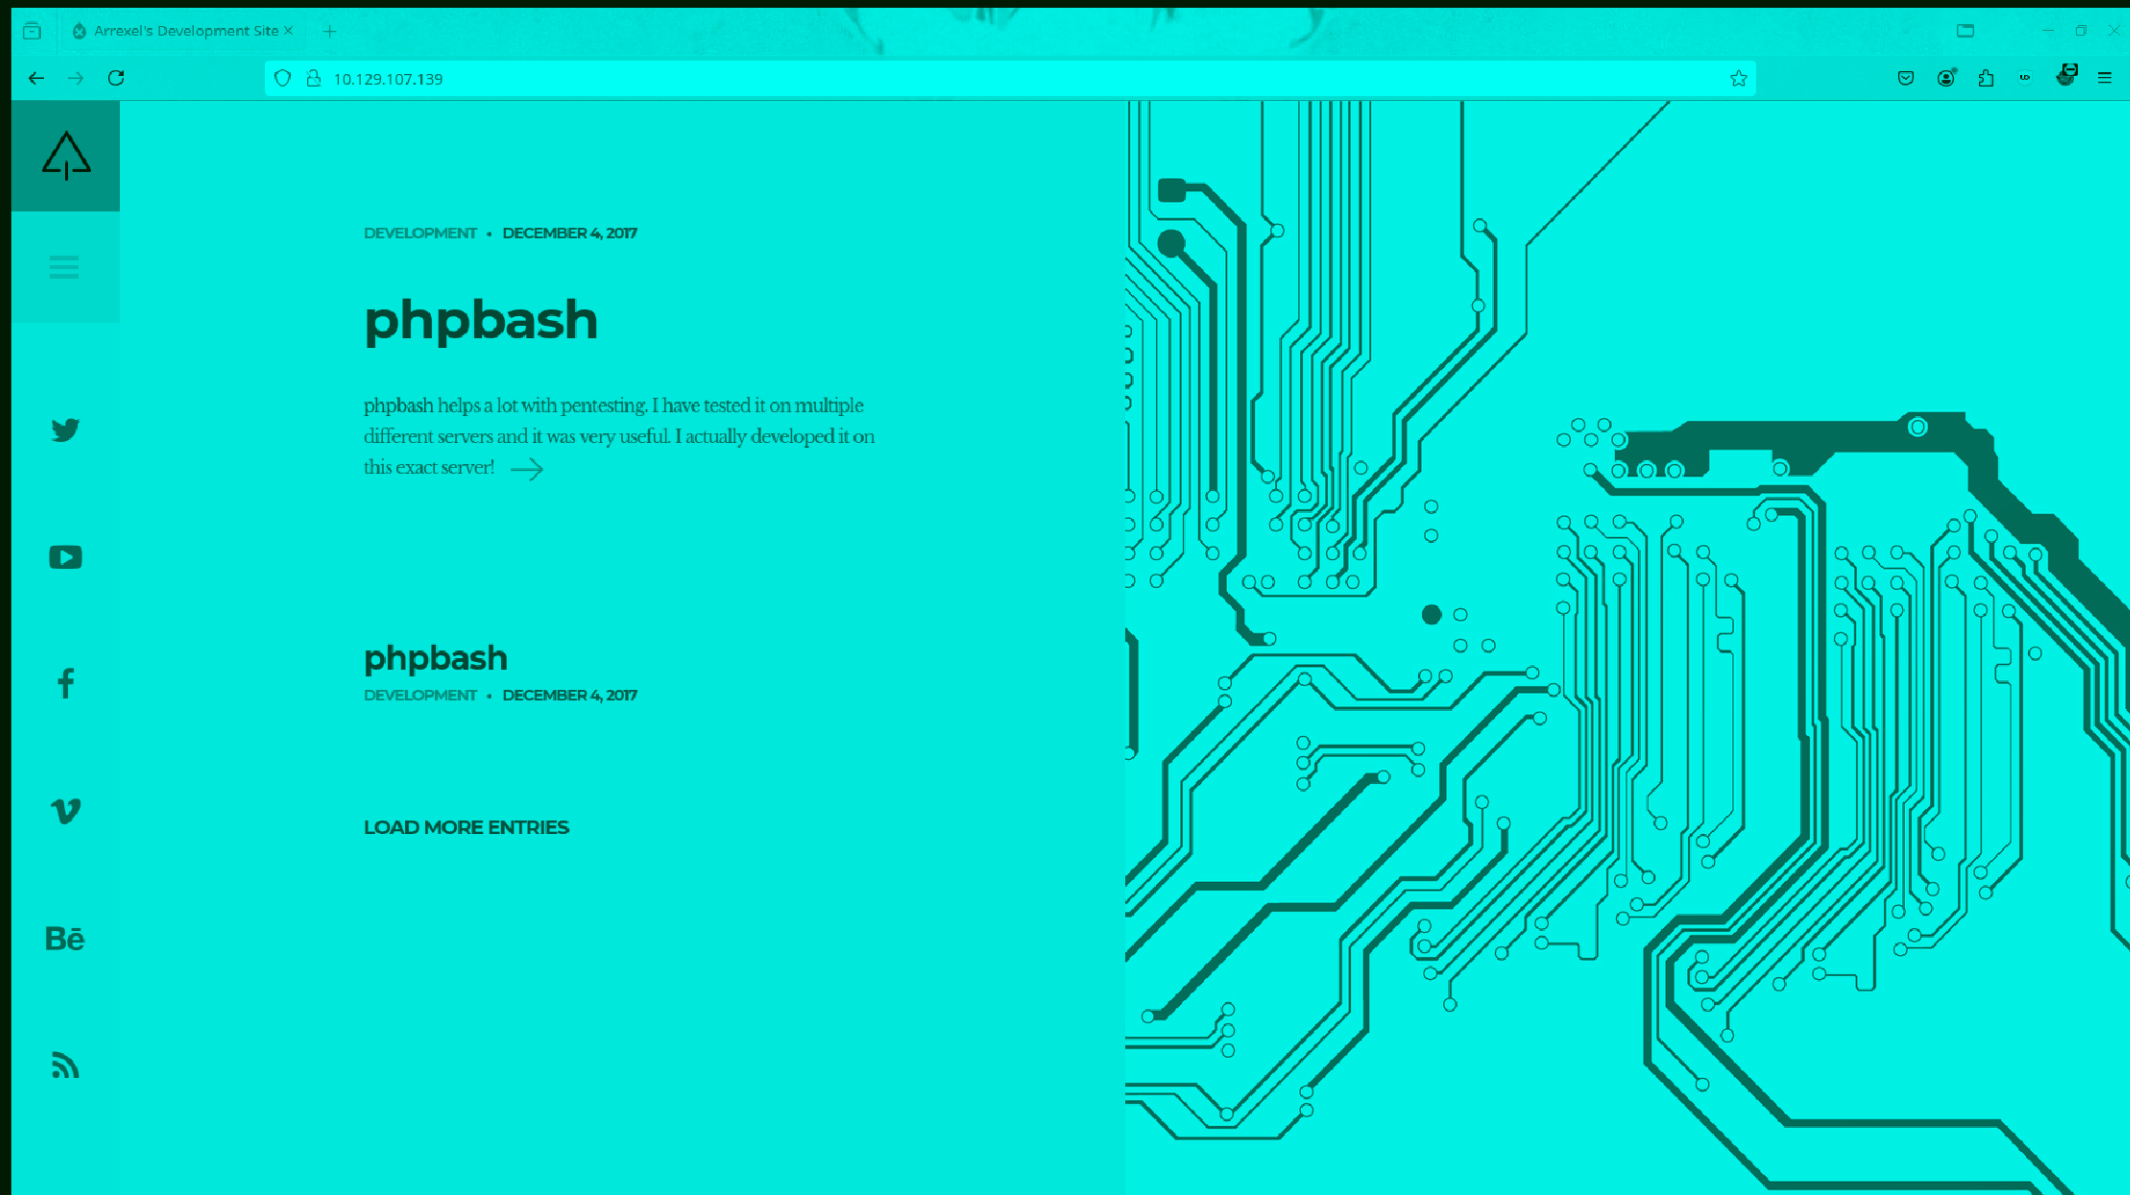 Arrexel's Development Site
10.129.107.139
DEVELOPMENT • DECEMBER 4, 2017
phpbash
phpbash helps a lot with pentesting. I have tested it on multiple
different servers and it was very useful. I actually developed it on
this exact server!
phpbash
DEVELOPMENT • DECEMBER 4, 2017
LOAD MORE ENTRIES
Bē